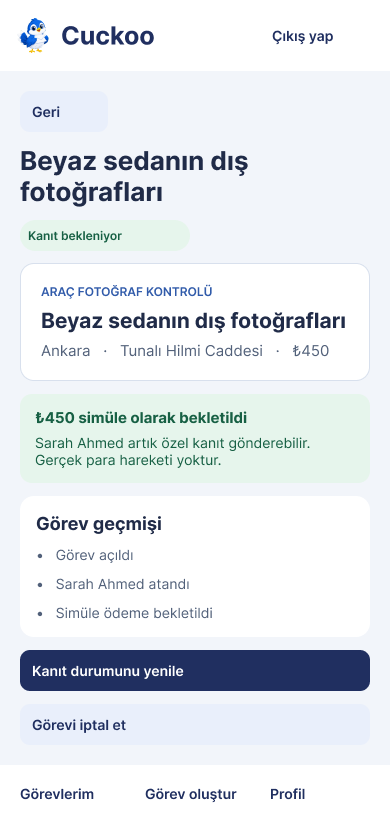 Cuckoo
Çıkış yap
Geri
Beyaz sedanın dış
fotoğrafları
Kanıt bekleniyor
ARAÇ FOTOĞRAF KONTROLÜ
Beyaz sedanın dış fotoğrafları
Ankara · Tunalı Hilmi Caddesi · ₺450
₺450 simüle olarak bekletildi
Sarah Ahmed artık özel kanıt gönderebilir.
Gerçek para hareketi yoktur.
Görev geçmişi
• Görev açıldı
• Sarah Ahmed atandı
• Simüle ödeme bekletildi
Kanıt durumunu yenile
Görevi iptal et
Görevlerim
Görev oluştur
Profil